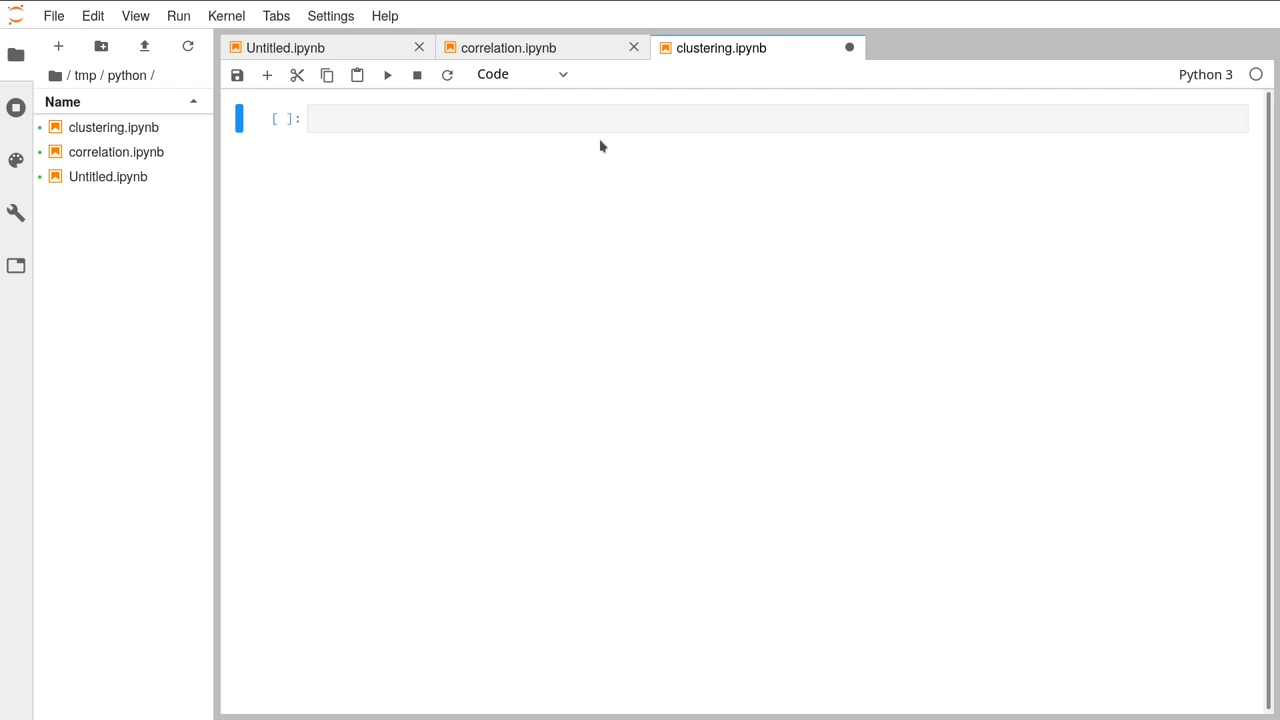 File Edit View Run Kernel Tabs Settings Help
/ tmp / python /
Name
clustering.ipynb
correlation.ipynb
Untitled.ipynb
Untitled.ipynb correlation.ipynb clustering.ipynb
Code Python 3
[ ]: